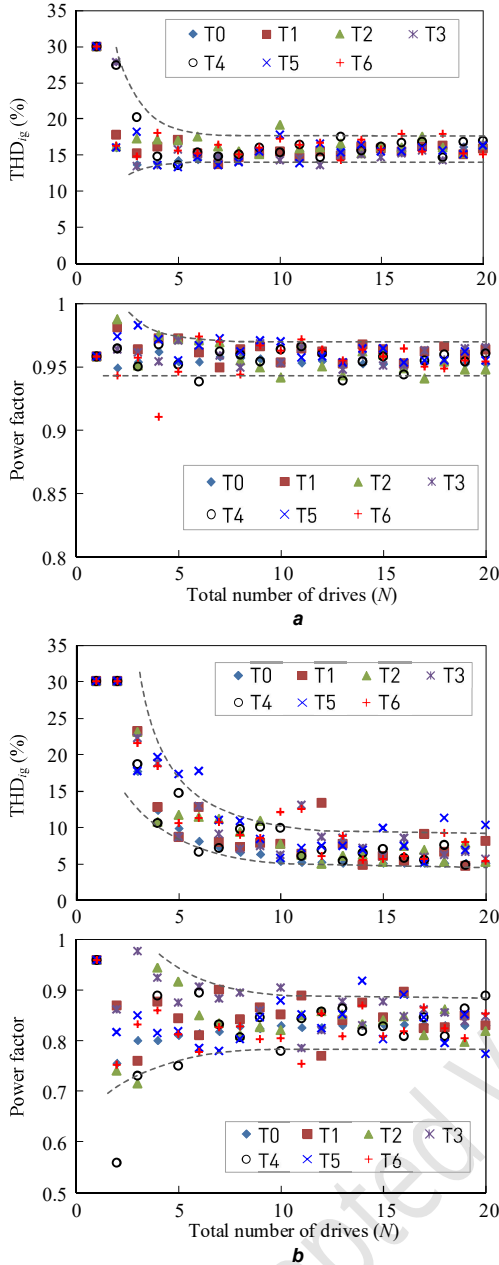 35
30
25
20
15
10
5
0
THD_ig (%)
T0 T1 T2 T3
T4 T5 T6
0 5 10 15 20
1
0.95
0.9
0.85
0.8
Power factor
T0 T1 T2 T3
T4 T5 T6
0 5 10 15 20
Total number of drives (N)
a
35
30
25
20
15
10
5
0
THD_ig (%)
T0 T1 T2 T3
T4 T5 T6
0 5 10 15 20
1
0.9
0.8
0.7
0.6
0.5
Power factor
T0 T1 T2 T3
T4 T5 T6
0 5 10 15 20
Total number of drives (N)
b